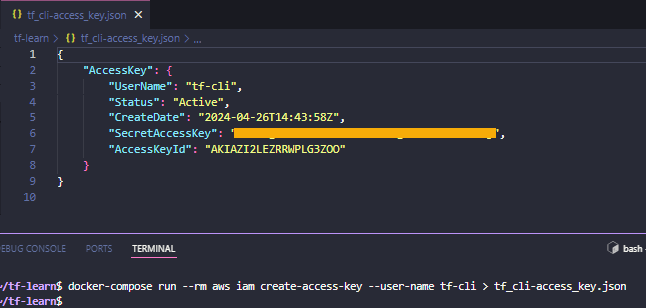 {} tf_cli-access_key.json ×
tf-learn > {} tf_cli-access_key.json > ...
1 {
2 "AccessKey": {
3 "UserName": "tf-cli",
4 "Status": "Active",
5 "CreateDate": "2024-04-26T14:43:58Z",
6 "SecretAccessKey": "",
7 "AccessKeyId": "AKIAZI2LEZRRWPLG3ZOO"
8 }
9 }
10
DEBUG CONSOLE PORTS TERMINAL bash
~/tf-learn$ docker-compose run --rm aws iam create-access-key --user-name tf-cli > tf_cli-access_key.json
~/tf-learn$